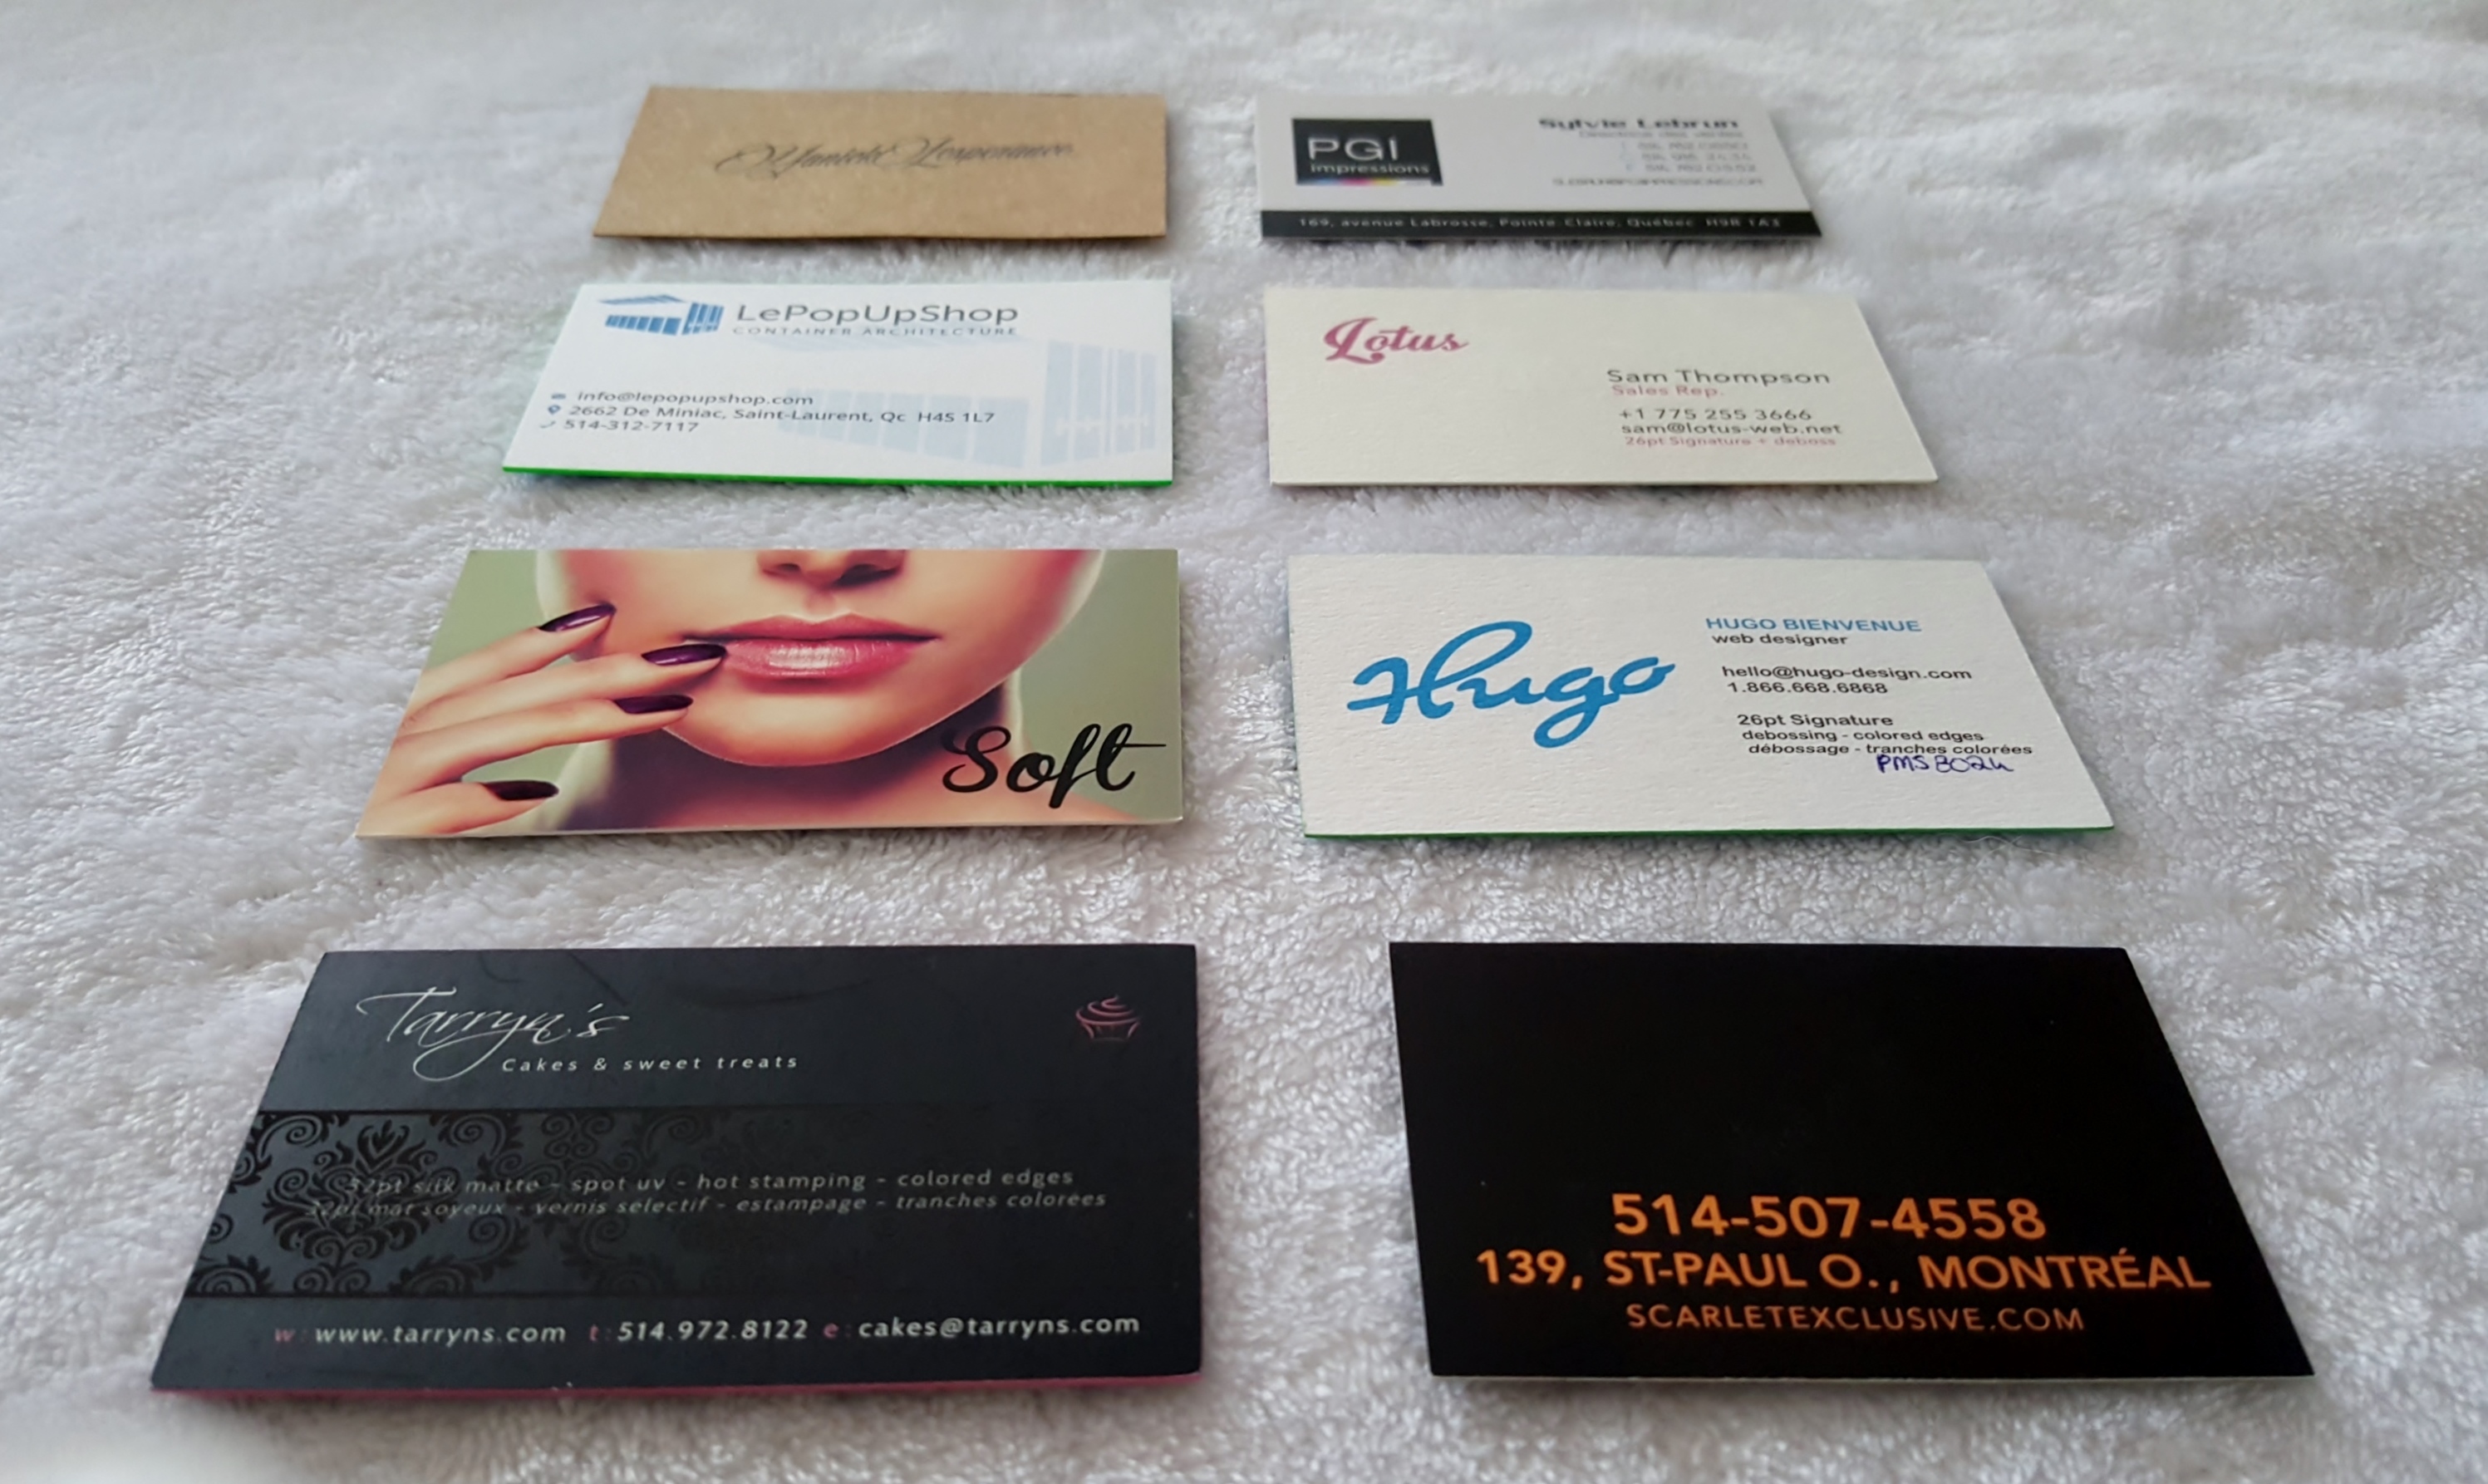 PGI
impressions
Sylvie Lebrun
169, avenue Labrosse, Pointe-Claire, Québec H9R 1A3
LePopUpShop
CONTAINER ARCHITECTURE
info@lepopupshop.com
2662 De Miniac, Saint-Laurent, Qc H4S 1L7
514-312-7117
Lotus
Sam Thompson
Sales Rep.
+1 775 255 3666
sam@lotus-web.net
26pt Signature + deboss
Soft
Hugo
HUGO BIENVENUE
web designer
hello@hugo-design.com
1.866.668.6868
26pt Signature
debossing - colored edges
débossage - tranches colorées
PMS 802u
Tarryn's
Cakes & sweet treats
32pt silk matte - spot uv - hot stamping - colored edges
32pt mat soyeux - vernis sélectif - estampage - tranches colorées
w: www.tarryns.com t: 514.972.8122 e: cakes@tarryns.com
514-507-4558
139, ST-PAUL O., MONTRÉAL
SCARLETEXCLUSIVE.COM